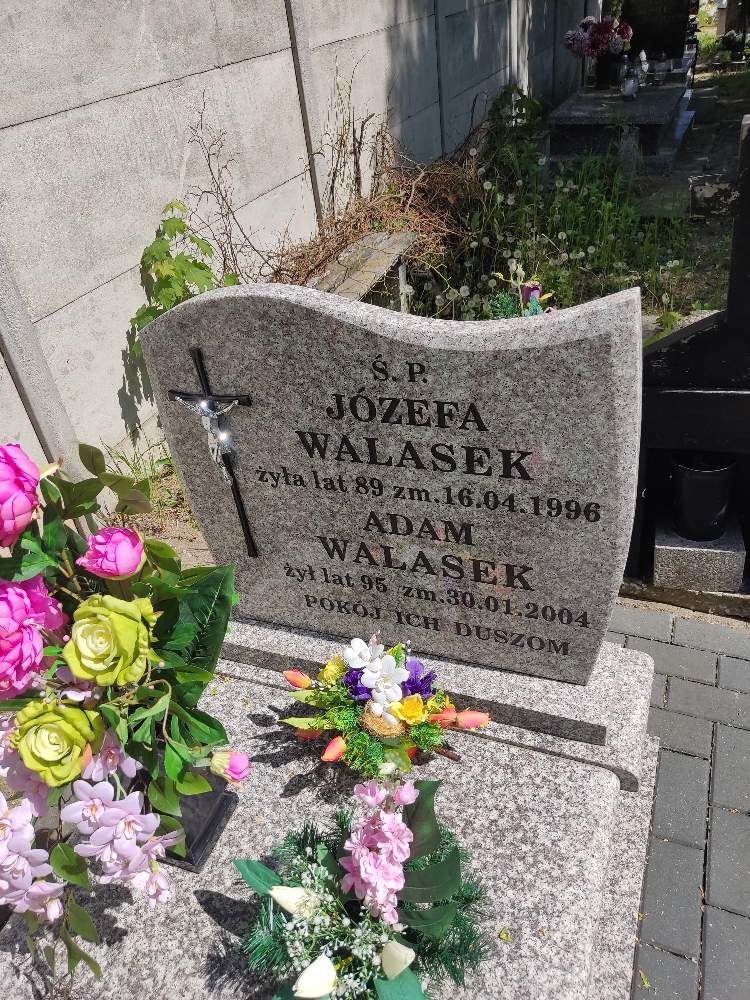 Ś. P.
JÓZEFA
WALASEK
żyła lat 89 zm.16.04.1996
ADAM
WALASEK
żył lat 95 zm.30.01.2004
POKÓJ ICH DUSZOM